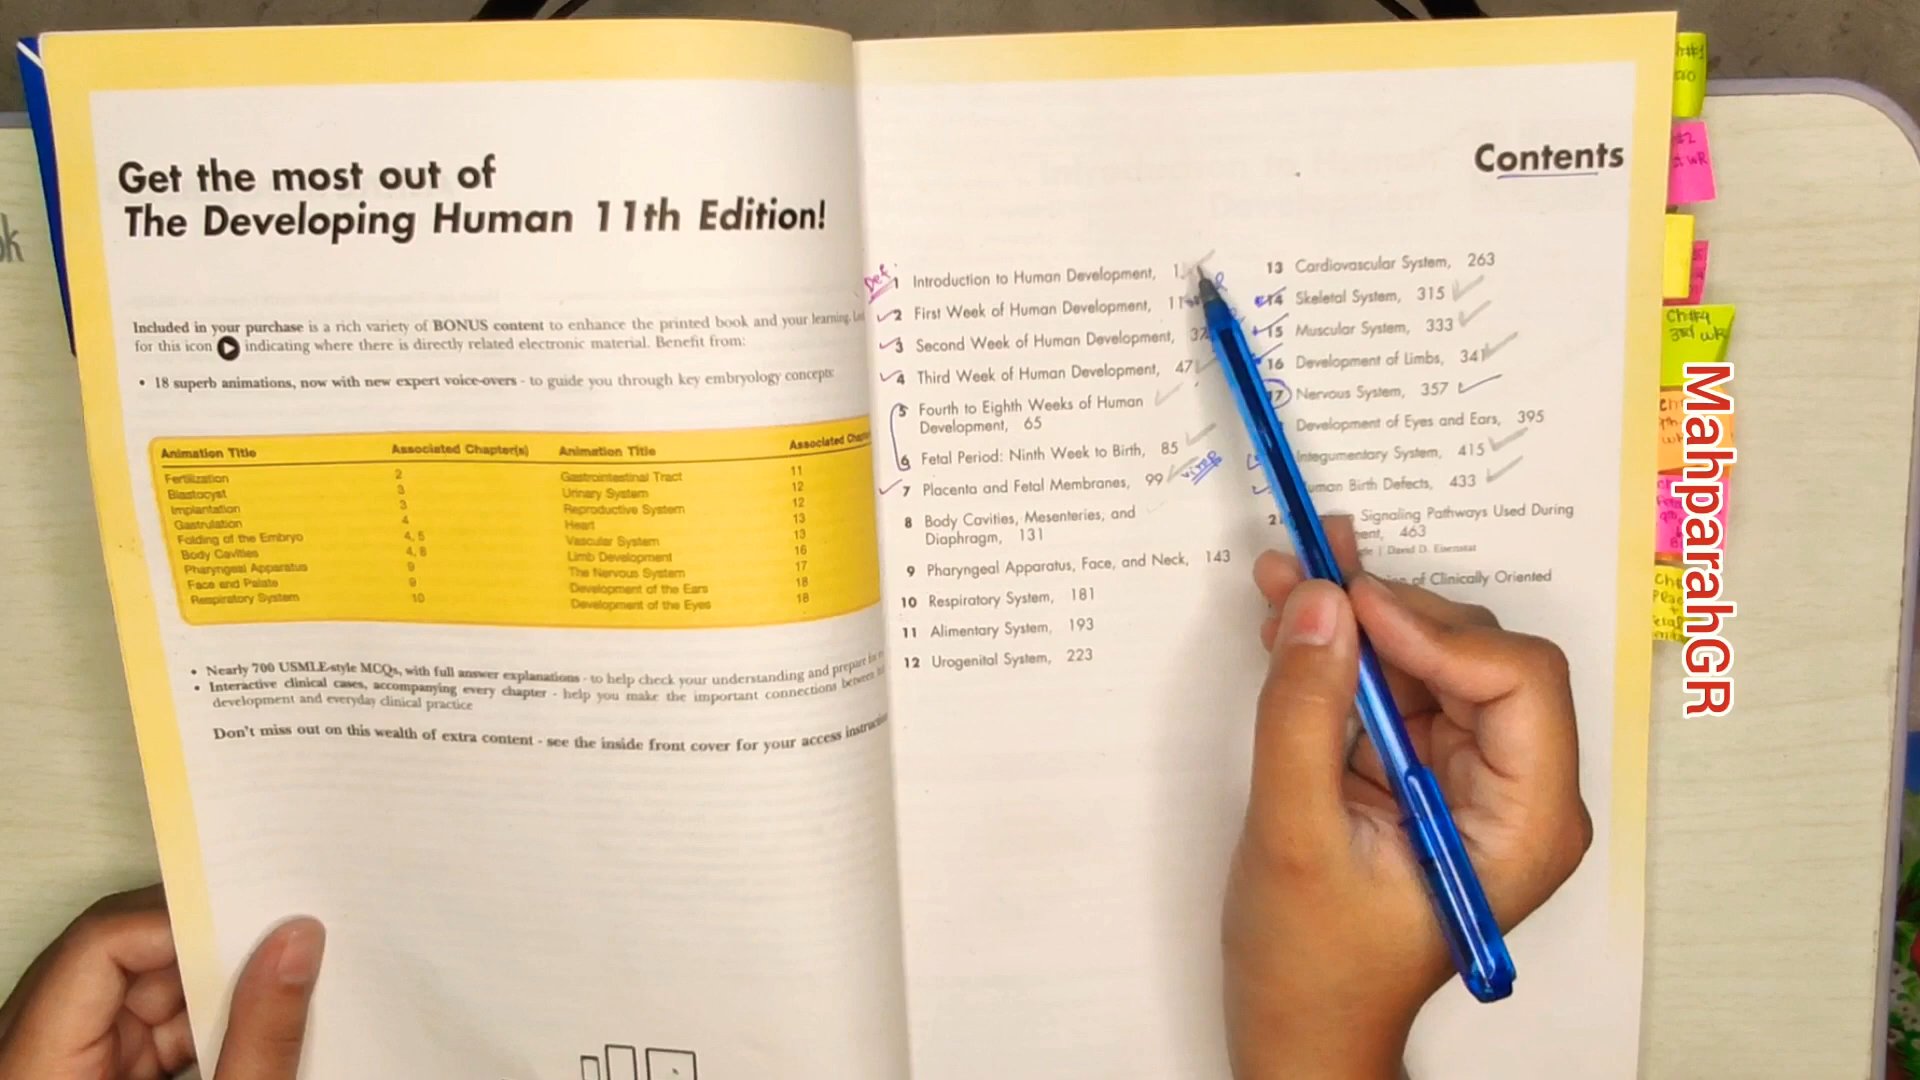 Get the most out of
The Developing Human 11th Edition!
Included in your purchase is a rich variety of BONUS content to enhance the printed book and your learning.
for this icon indicating where there is directly related electronic material. Benefit from:
• 18 superb animations, now with new expert voice-overs - to guide you through key embryology concepts:
Animation Title Associated Chapter(s) Animation Title Associated
Fertilization 2 Gastrointestinal Tract 11
Blastocyst 3 Urinary System 12
Implantation 3 Reproductive System 12
Gastrulation 4 Heart 13
Folding of the Embryo 4, 5 Vascular System 13
Body Cavities 4, 8 Limb Development 16
Pharyngeal Apparatus 9 The Nervous System 17
Face and Palate 9 Development of the Ears 18
Respiratory System 10 Development of the Eyes 18
• Nearly 700 USMLE-style MCQs, with full answer explanations - to help check your understanding and prepare
• Interactive clinical cases, accompanying every chapter - help you make the important connections between
development and everyday clinical practice
Don't miss out on this wealth of extra content - see the inside front cover for your access
Contents
Def
1 Introduction to Human Development, 1
2 First Week of Human Development, 11
3 Second Week of Human Development,
4 Third Week of Human Development, 47
5 Fourth to Eighth Weeks of Human
Development, 65
6 Fetal Period: Ninth Week to Birth, 85
7 Placenta and Fetal Membranes, 99 v.imp
8 Body Cavities, Mesenteries, and
Diaphragm, 131
9 Pharyngeal Apparatus, Face, and Neck, 143
10 Respiratory System, 181
11 Alimentary System, 193
12 Urogenital System, 223
13 Cardiovascular System, 263
14 Skeletal System, 315
15 Muscular System, 333
16 Development of Limbs, 341
17 Nervous System, 357
Development of Eyes and Ears, 395
Integumentary System, 415
Human Birth Defects, 433
Signaling Pathways Used During
463
David D. Eisenstat
of Clinically Oriented
Ch#4
3rd wk
MahparahGR